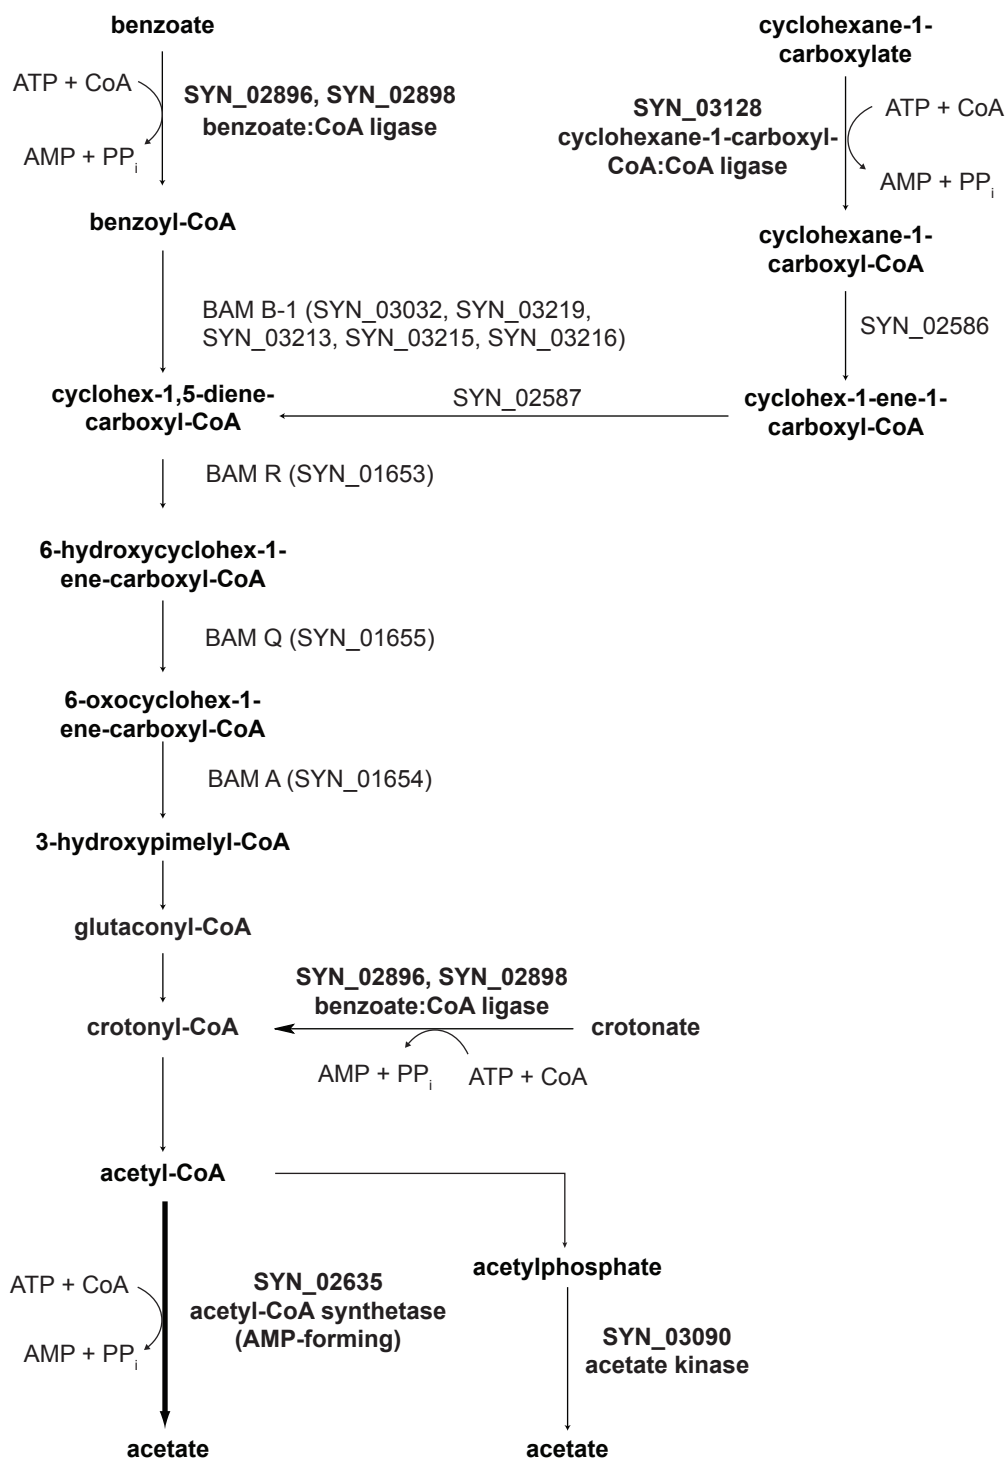 benzoate
ATP + CoA
SYN_02896, SYN_02898
benzoate:CoA ligase
AMP + PPi
benzoyl-CoA
BAM B-1 (SYN_03032, SYN_03219,
SYN_03213, SYN_03215, SYN_03216)
cyclohexane-1-
carboxylate
SYN_03128
cyclohexane-1-carboxyl-
CoA:CoA ligase
ATP + CoA
AMP + PPi
cyclohexane-1-
carboxyl-CoA
SYN_02586
cyclohex-1,5-diene-
carboxyl-CoA
SYN_02587
cyclohex-1-ene-1-
carboxyl-CoA
BAM R (SYN_01653)
6-hydroxycyclohex-1-
ene-carboxyl-CoA
BAM Q (SYN_01655)
6-oxocyclohex-1-
ene-carboxyl-CoA
BAM A (SYN_01654)
3-hydroxypimelyl-CoA
glutaconyl-CoA
SYN_02896, SYN_02898
benzoate:CoA ligase
crotonyl-CoA
crotonate
AMP + PPi
ATP + CoA
acetyl-CoA
ATP + CoA
SYN_02635
acetyl-CoA synthetase
(AMP-forming)
AMP + PPi
acetate
acetylphosphate
SYN_03090
acetate kinase
acetate